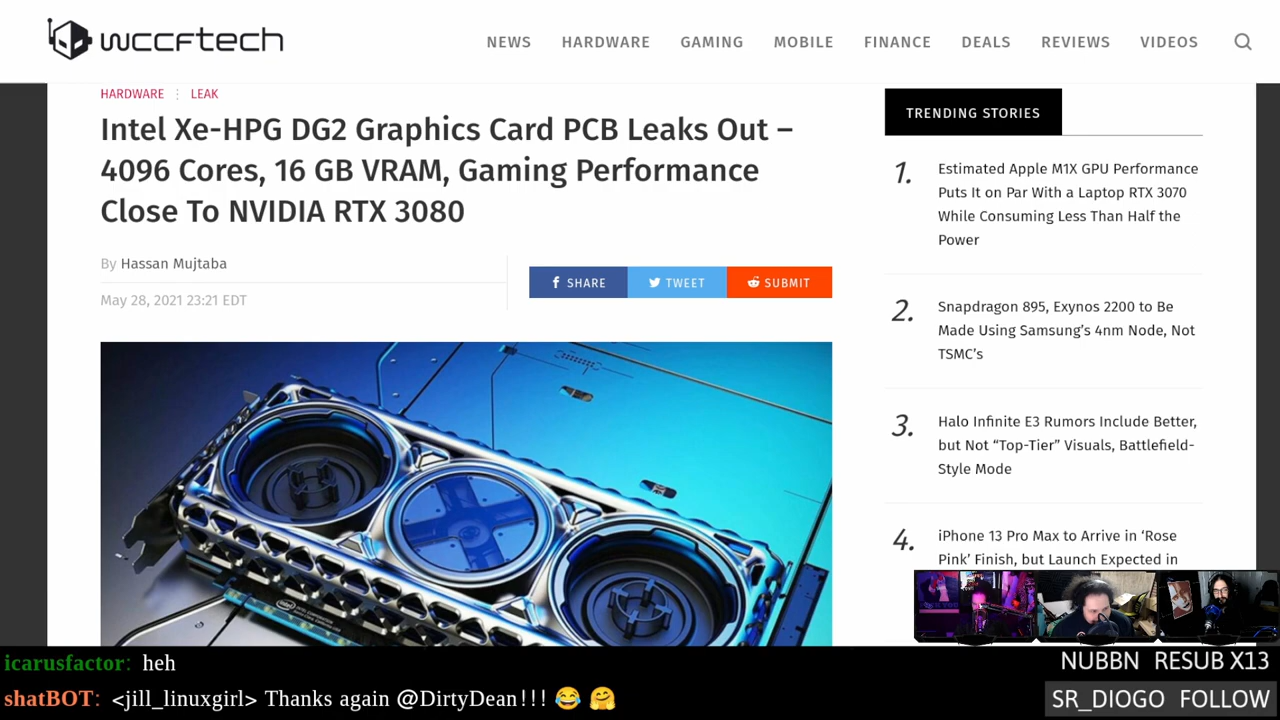 wccftech
NEWS HARDWARE GAMING MOBILE FINANCE DEALS REVIEWS VIDEOS
HARDWARE LEAK
Intel Xe-HPG DG2 Graphics Card PCB Leaks Out –
4096 Cores, 16 GB VRAM, Gaming Performance
Close To NVIDIA RTX 3080
By Hassan Mujtaba
May 28, 2021 23:21 EDT
SHARE TWEET SUBMIT
TRENDING STORIES
1.
Estimated Apple M1X GPU Performance
Puts It on Par With a Laptop RTX 3070
While Consuming Less Than Half the
Power
2.
Snapdragon 895, Exynos 2200 to Be
Made Using Samsung’s 4nm Node, Not
TSMC’s
3.
Halo Infinite E3 Rumors Include Better,
but Not “Top-Tier” Visuals, Battlefield-
Style Mode
4.
iPhone 13 Pro Max to Arrive in ‘Rose
Pink’ Finish, but Launch Expected in
icarusfactor: heh
shatBOT: <jill_linuxgirl> Thanks again @DirtyDean!!! 😂 🤗
NUBBN RESUB X13
SR_DIOGO FOLLOW